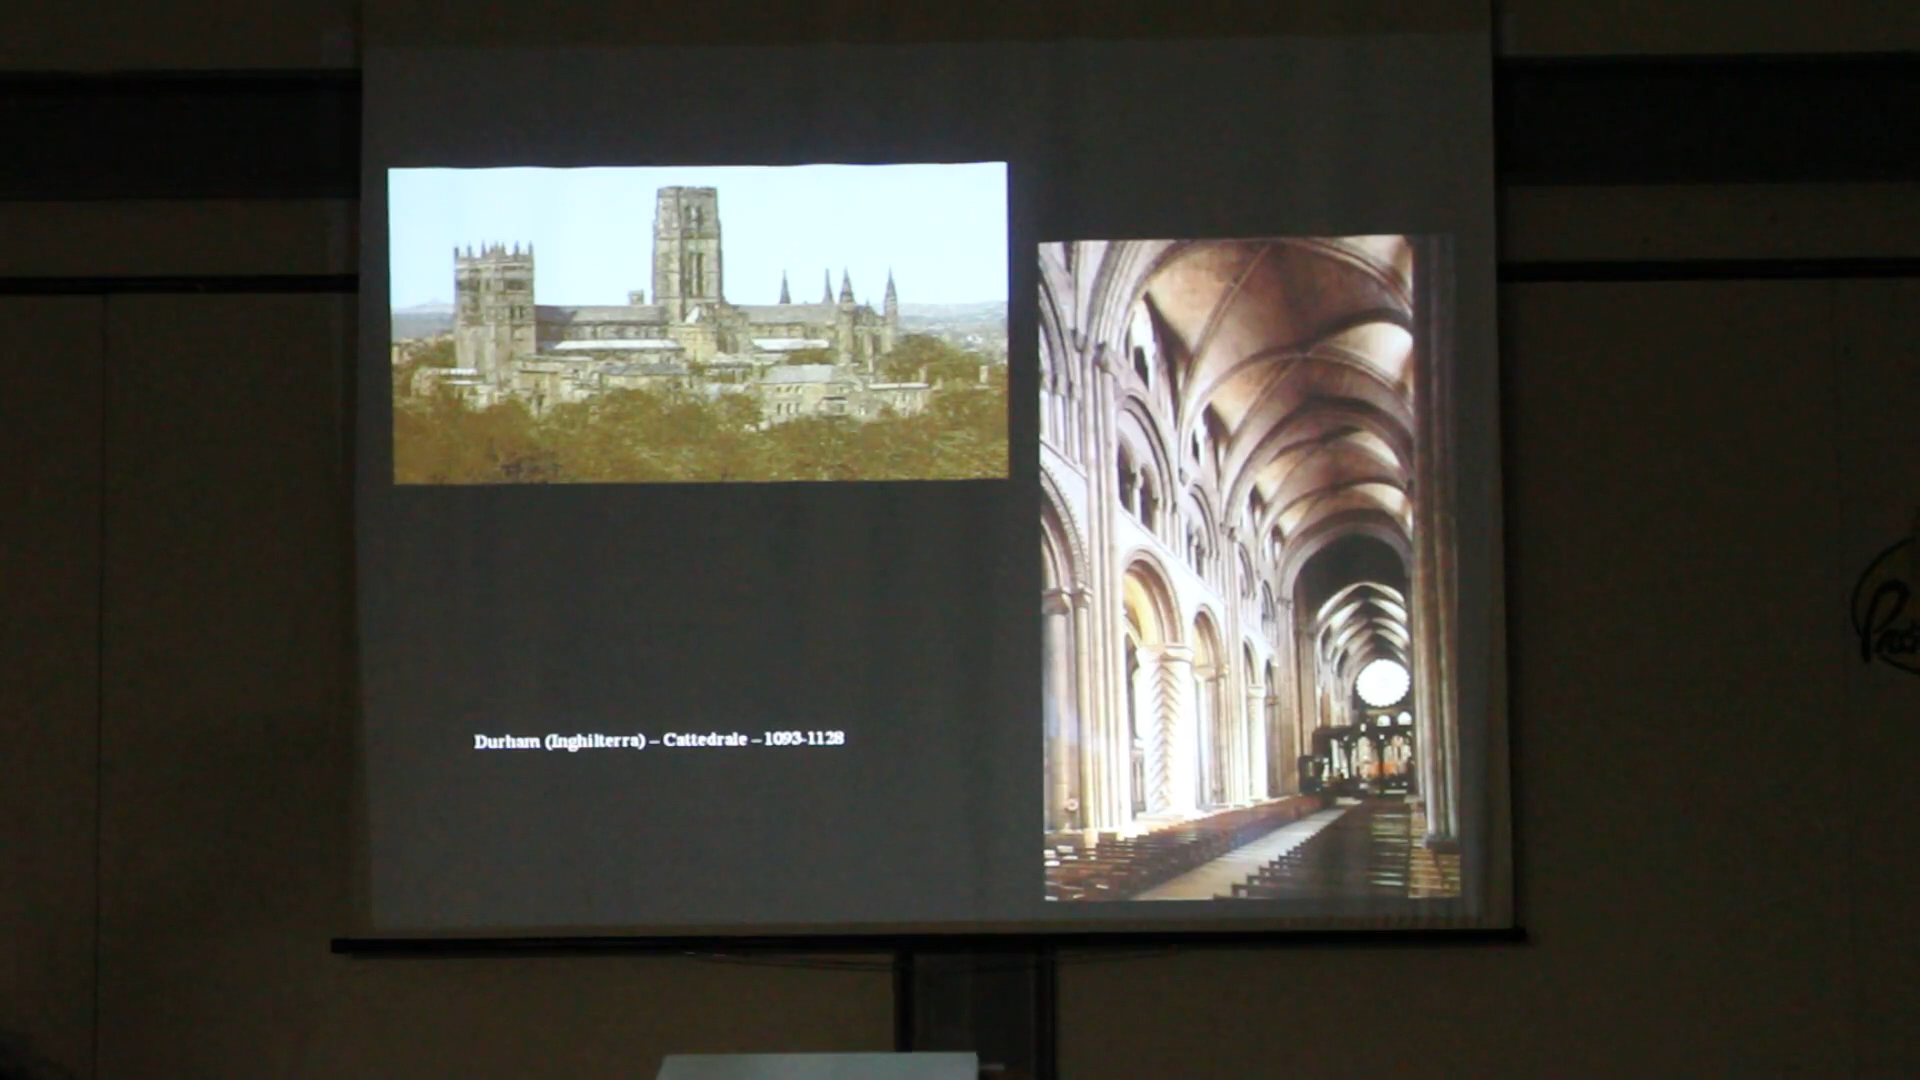 Durham (Inghilterra) – Cattedrale – 1093-1128